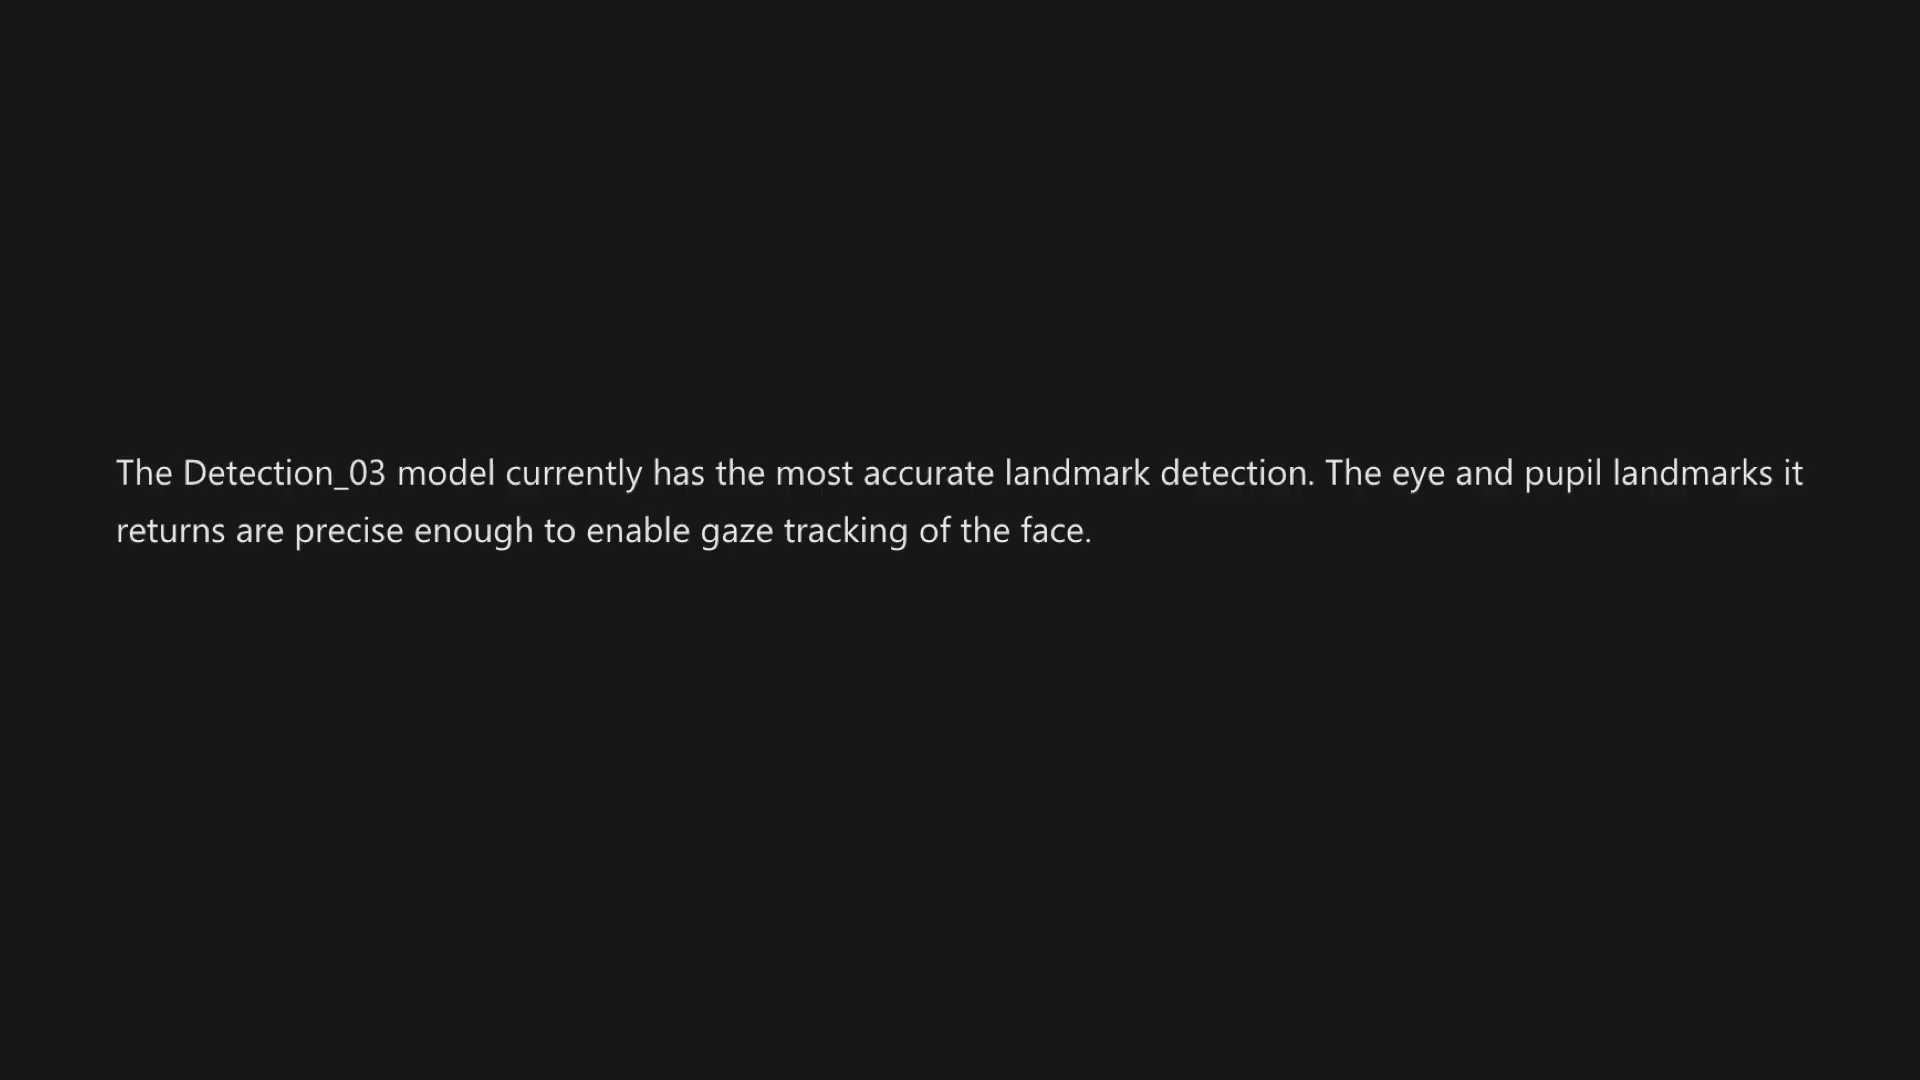 The Detection_03 model currently has the most accurate landmark detection. The eye and pupil landmarks it
returns are precise enough to enable gaze tracking of the face.